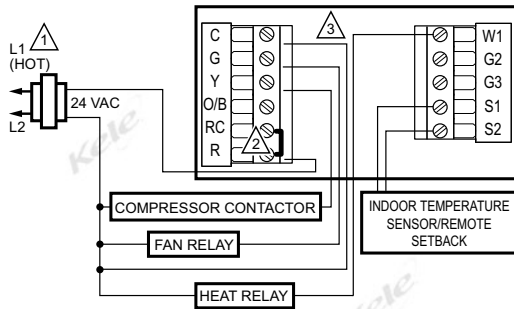 L1
(HOT)
1
L2
24 VAC
C
G
Y
O/B
RC
R
2
3
W1
G2
G3
S1
S2
COMPRESSOR CONTACTOR
FAN RELAY
HEAT RELAY
INDOOR TEMPERATURE
SENSOR/REMOTE
SETBACK
Kele
Kele